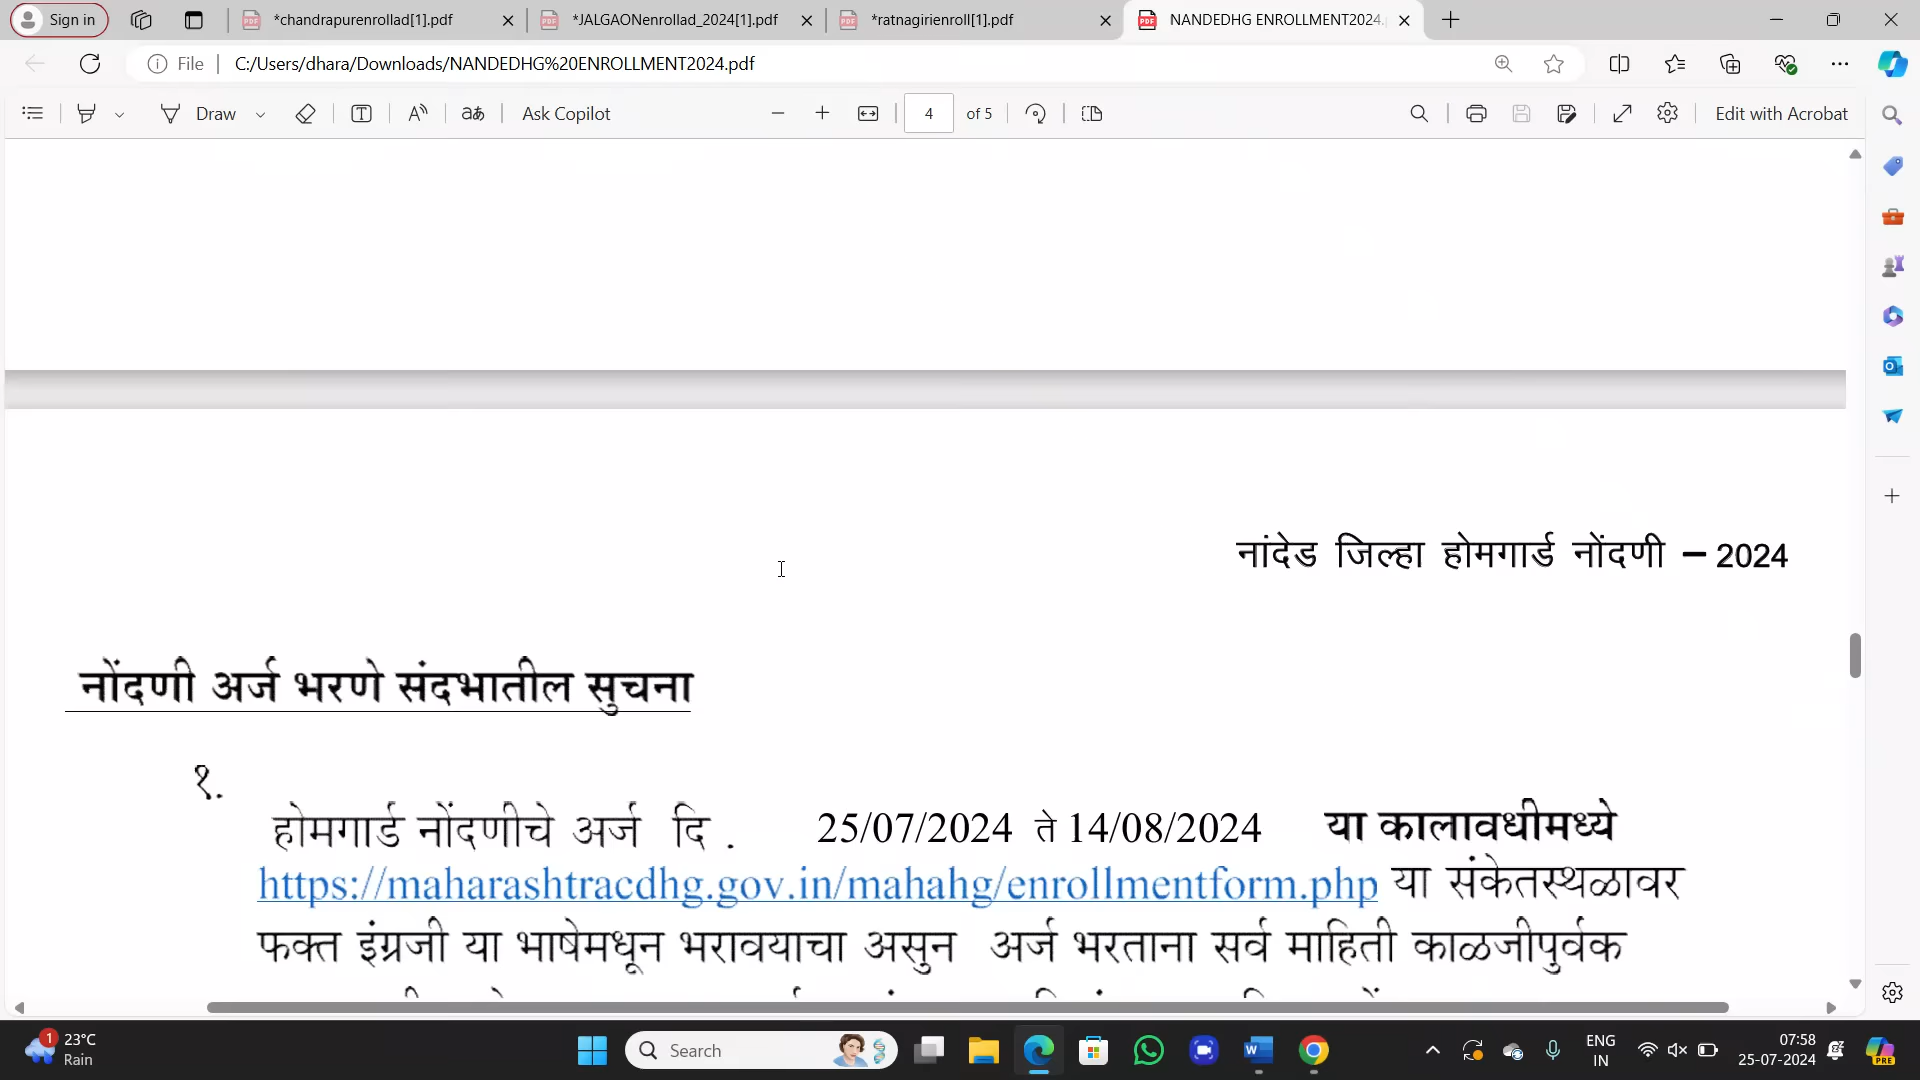 Sign in
*chandrapurenrollad[1].pdf
*JALGAONenrollad_2024[1].pdf
*ratnagirienroll[1].pdf
NANDEDHG ENROLLMENT2024.
File
C:/Users/dhara/Downloads/NANDEDHG%20ENROLLMENT2024.pdf
Draw
Ask Copilot
4 of 5
Edit with Acrobat
नांदेड जिल्हा होमगार्ड नोंदणी – 2024
नोंदणी अर्ज भरणे संदभातील सुचना
१.
होमगार्ड नोंदणीचे अर्ज दि . 25/07/2024 ते 14/08/2024 या कालावधीमध्ये
https://maharashtracdhg.gov.in/mahahg/enrollmentform.php या संकेतस्थळावर
फक्त इंग्रजी या भाषेमधून भरावयाचा असुन अर्ज भरताना सर्व माहिती काळजीपुर्वक
1
23°C
Rain
Search
ENG
IN
07:58
25-07-2024
PRE